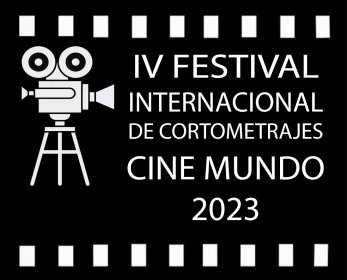 IV FESTIVAL
INTERNACIONAL
DE CORTOMETRAJES
CINE MUNDO
2023